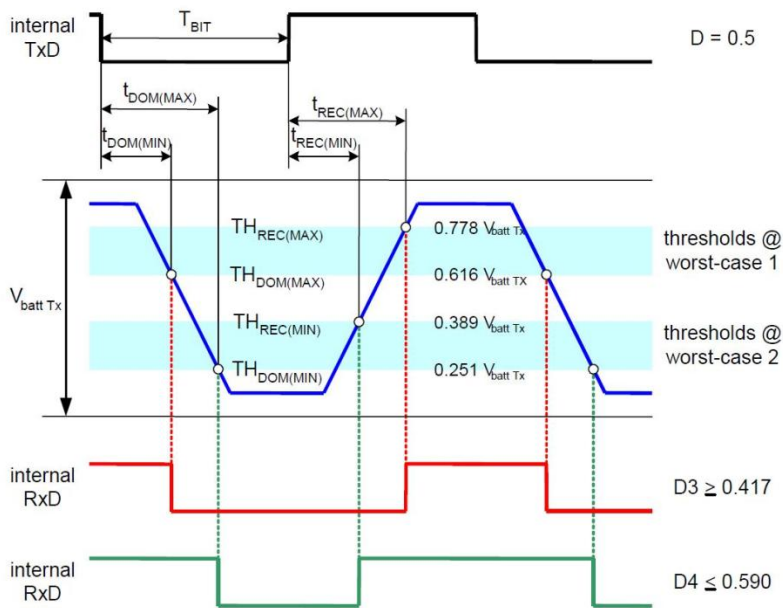 internal
TxD
T_BIT
D = 0.5
t_DOM(MAX)
t_REC(MAX)
t_DOM(MIN)
t_REC(MIN)
V_batt Tx
TH_REC(MAX)
0.778 V_batt Tx
TH_DOM(MAX)
0.616 V_batt TX
thresholds @
worst-case 1
TH_REC(MIN)
0.389 V_batt Tx
TH_DOM(MIN)
0.251 V_batt Tx
thresholds @
worst-case 2
internal
RxD
D3 ≥ 0.417
internal
RxD
D4 ≤ 0.590